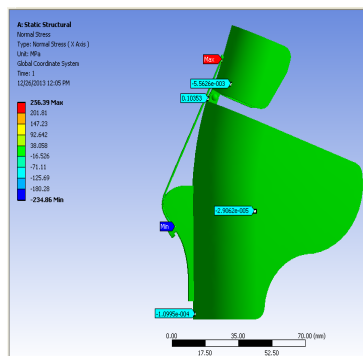 A: Static Structural
Normal Stress
Type: Normal Stress ( X Axis )
Unit: MPa
Global Coordinate System
Time: 1
12/26/2013 12:05 PM
256.39 Max
201.81
147.23
92.642
38.058
-16.526
-71.11
-125.69
-180.28
-234.86 Min
Max
-5.5626e-003
0.10353
-2.9062e-005
Min
-1.0995e-004
0.00
35.00
70.00 (mm)
17.50
52.50